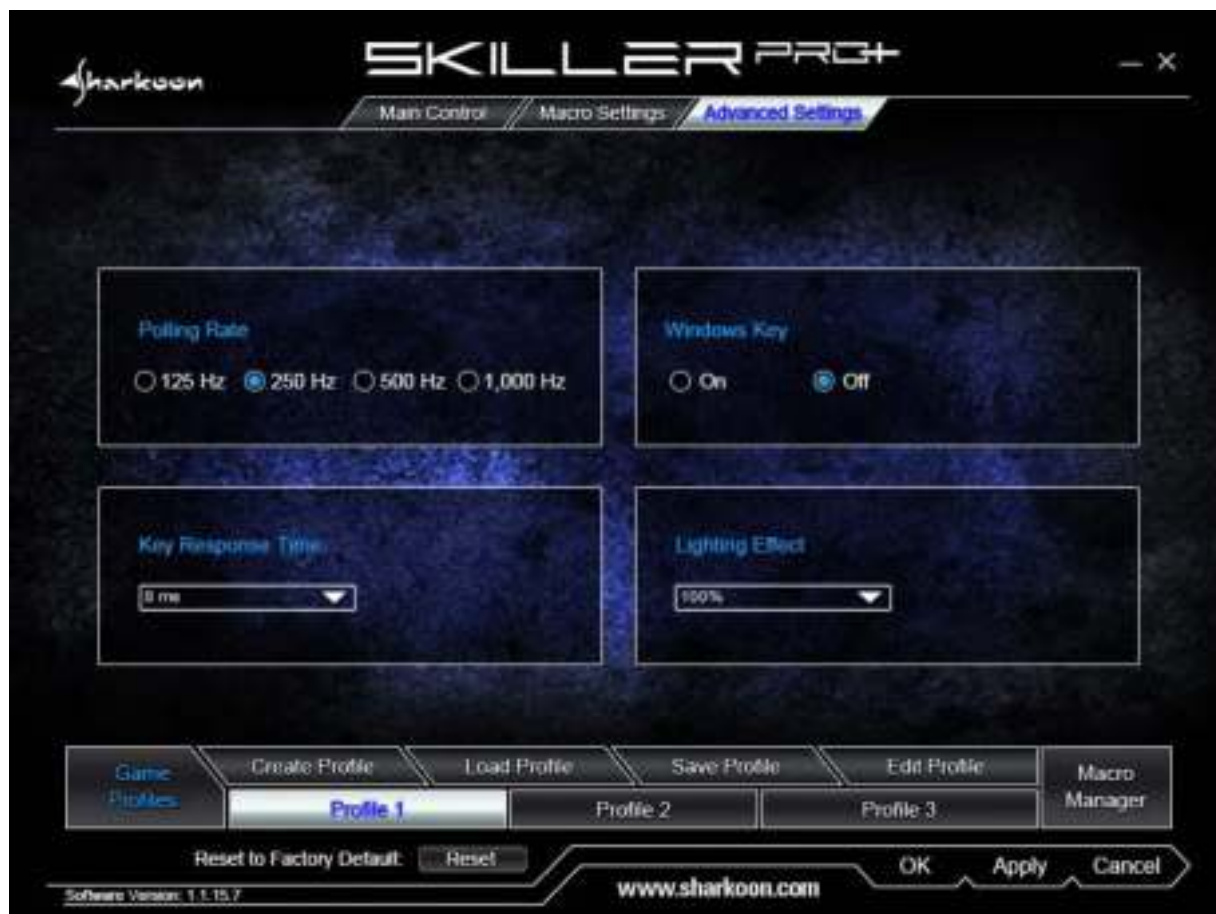 Sharkoon
SKILLER PRO+
Main Control Macro Settings Advanced Settings
Polling Rate
125 Hz 250 Hz 500 Hz 1,000 Hz
Windows Key
On Off
Key Response Time
8 ms
Lighting Effect
100%
Game Profiles
Create Profile Load Profile Save Profile Edit Profile
Profile 1 Profile 2 Profile 3
Macro Manager
Reset to Factory Default: Reset
OK Apply Cancel
Software Version: 1.1.15.7
www.sharkoon.com